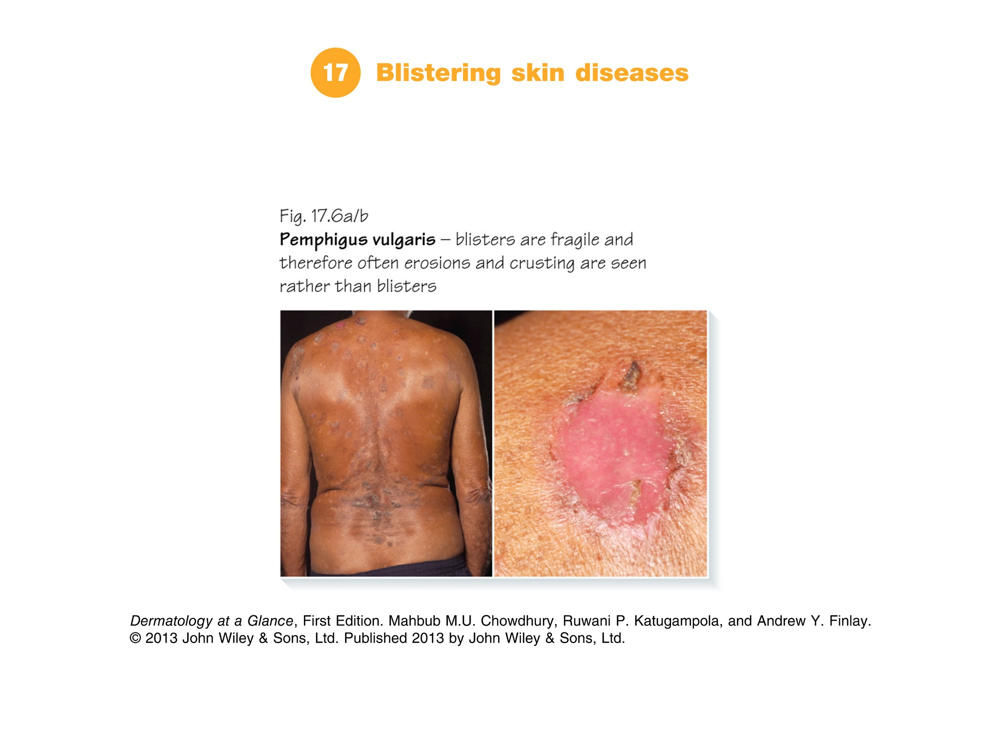 17 Blistering skin diseases
Fig. 17.6a/b
Pemphigus vulgaris – blisters are fragile and
therefore often erosions and crusting are seen
rather than blisters
Dermatology at a Glance, First Edition. Mahbub M.U. Chowdhury, Ruwani P. Katugampola, and Andrew Y. Finlay.
© 2013 John Wiley & Sons, Ltd. Published 2013 by John Wiley & Sons, Ltd.